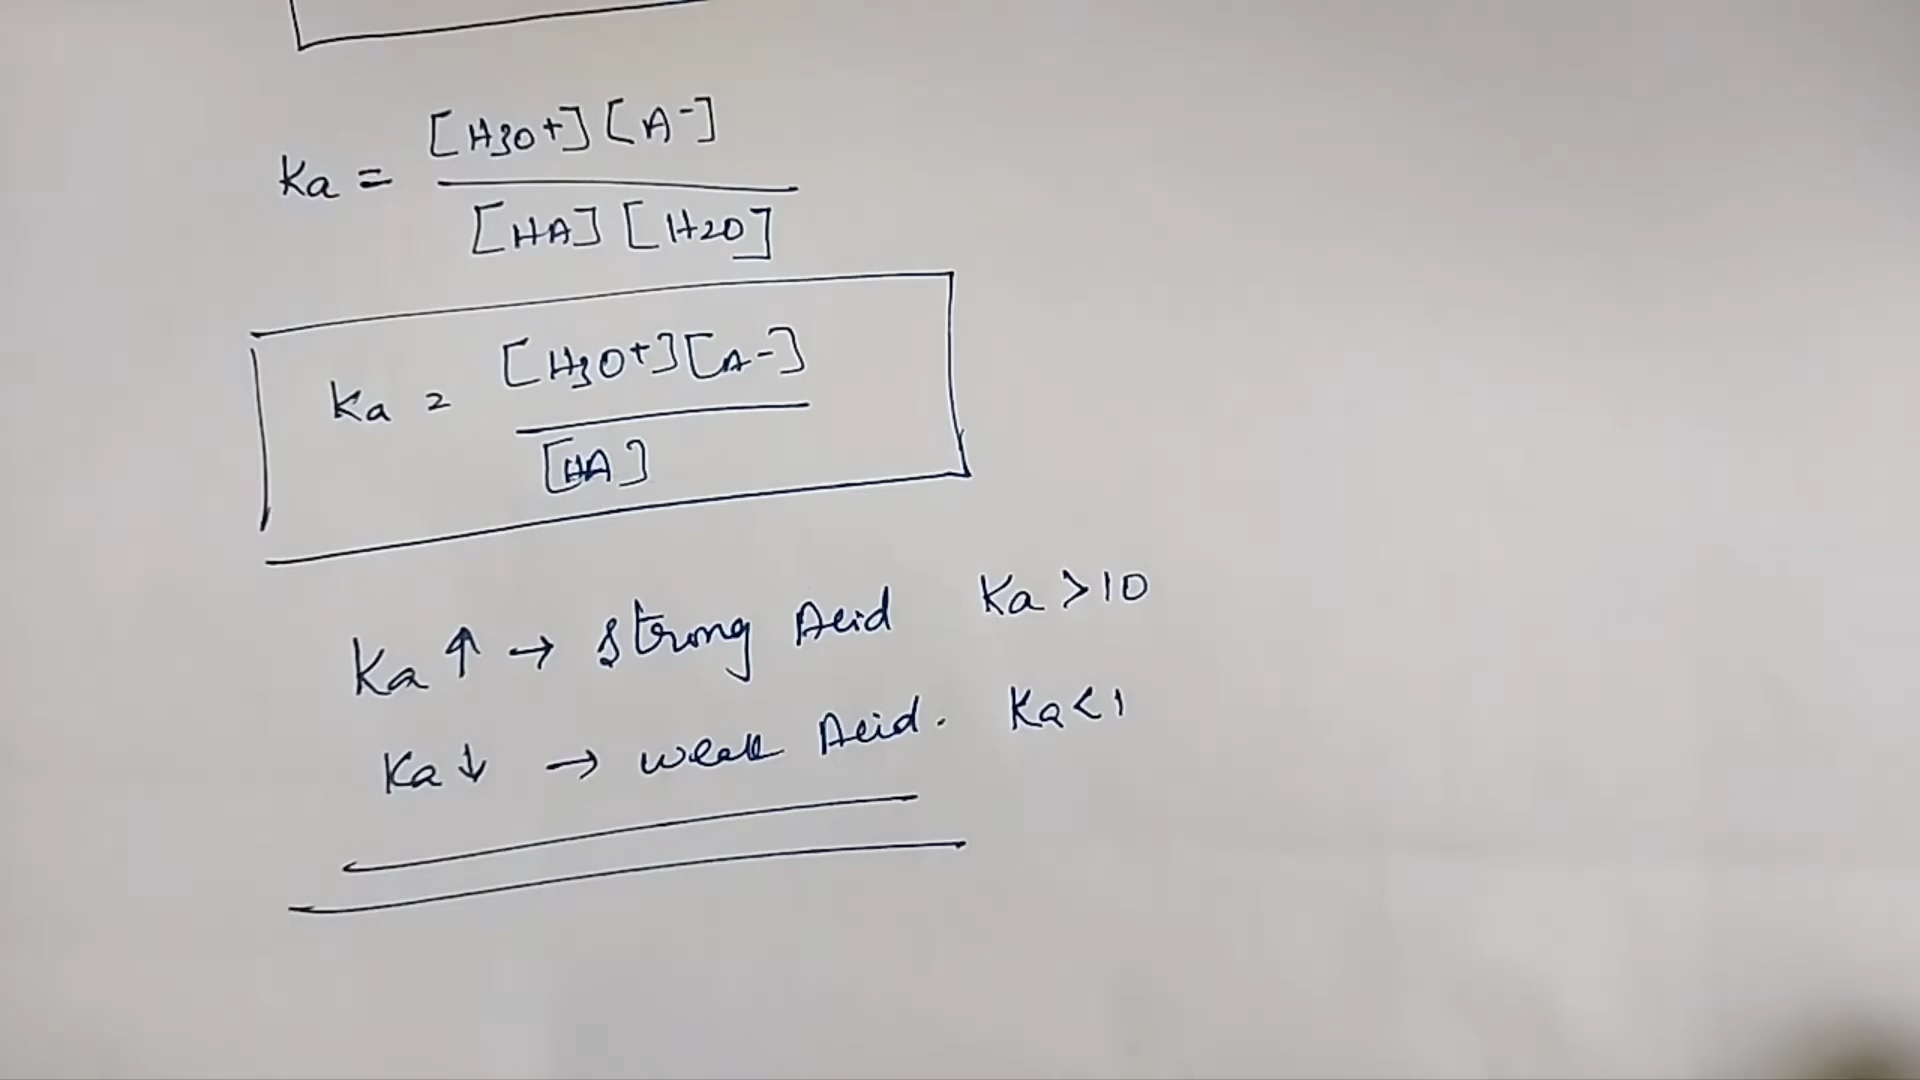 Ka = [H3O+][A-]
[HA][H2O]
Ka = [H3O+][A-]
[HA]
Ka ↑ → strong Acid Ka > 10
Ka ↓ → weak Acid. Ka < 1